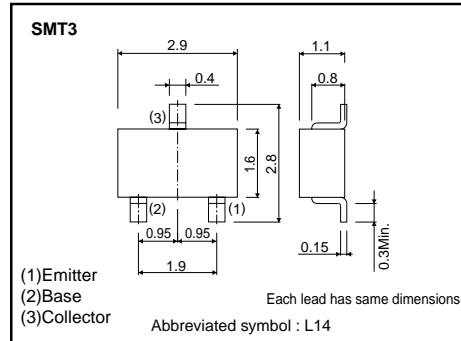 SMT3
2.9
1.1
0.4
0.8
(3)
1.6
2.8
(2)
(1)
0.95
0.95
0.15
0.3Min.
1.9
(1)Emitter
(2)Base
(3)Collector
Each lead has same dimensions
Abbreviated symbol : L14